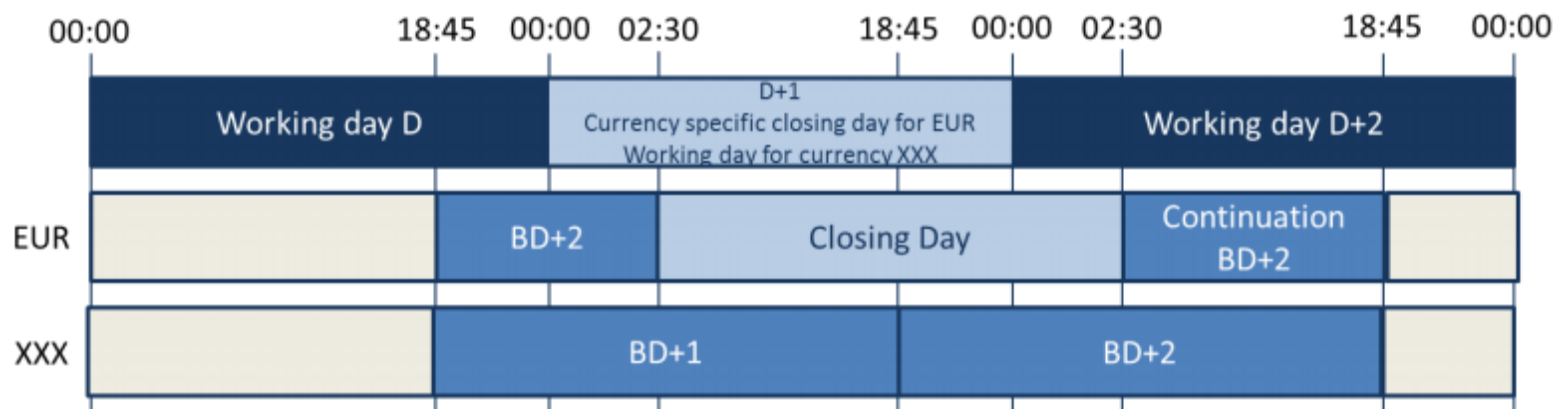 00:00 18:45 00:00 02:30 18:45 00:00 02:30 18:45 00:00
Working day D
D+1
Currency specific closing day for EUR
Working day for currency XXX
Working day D+2
EUR
BD+2
Closing Day
Continuation
BD+2
XXX
BD+1
BD+2